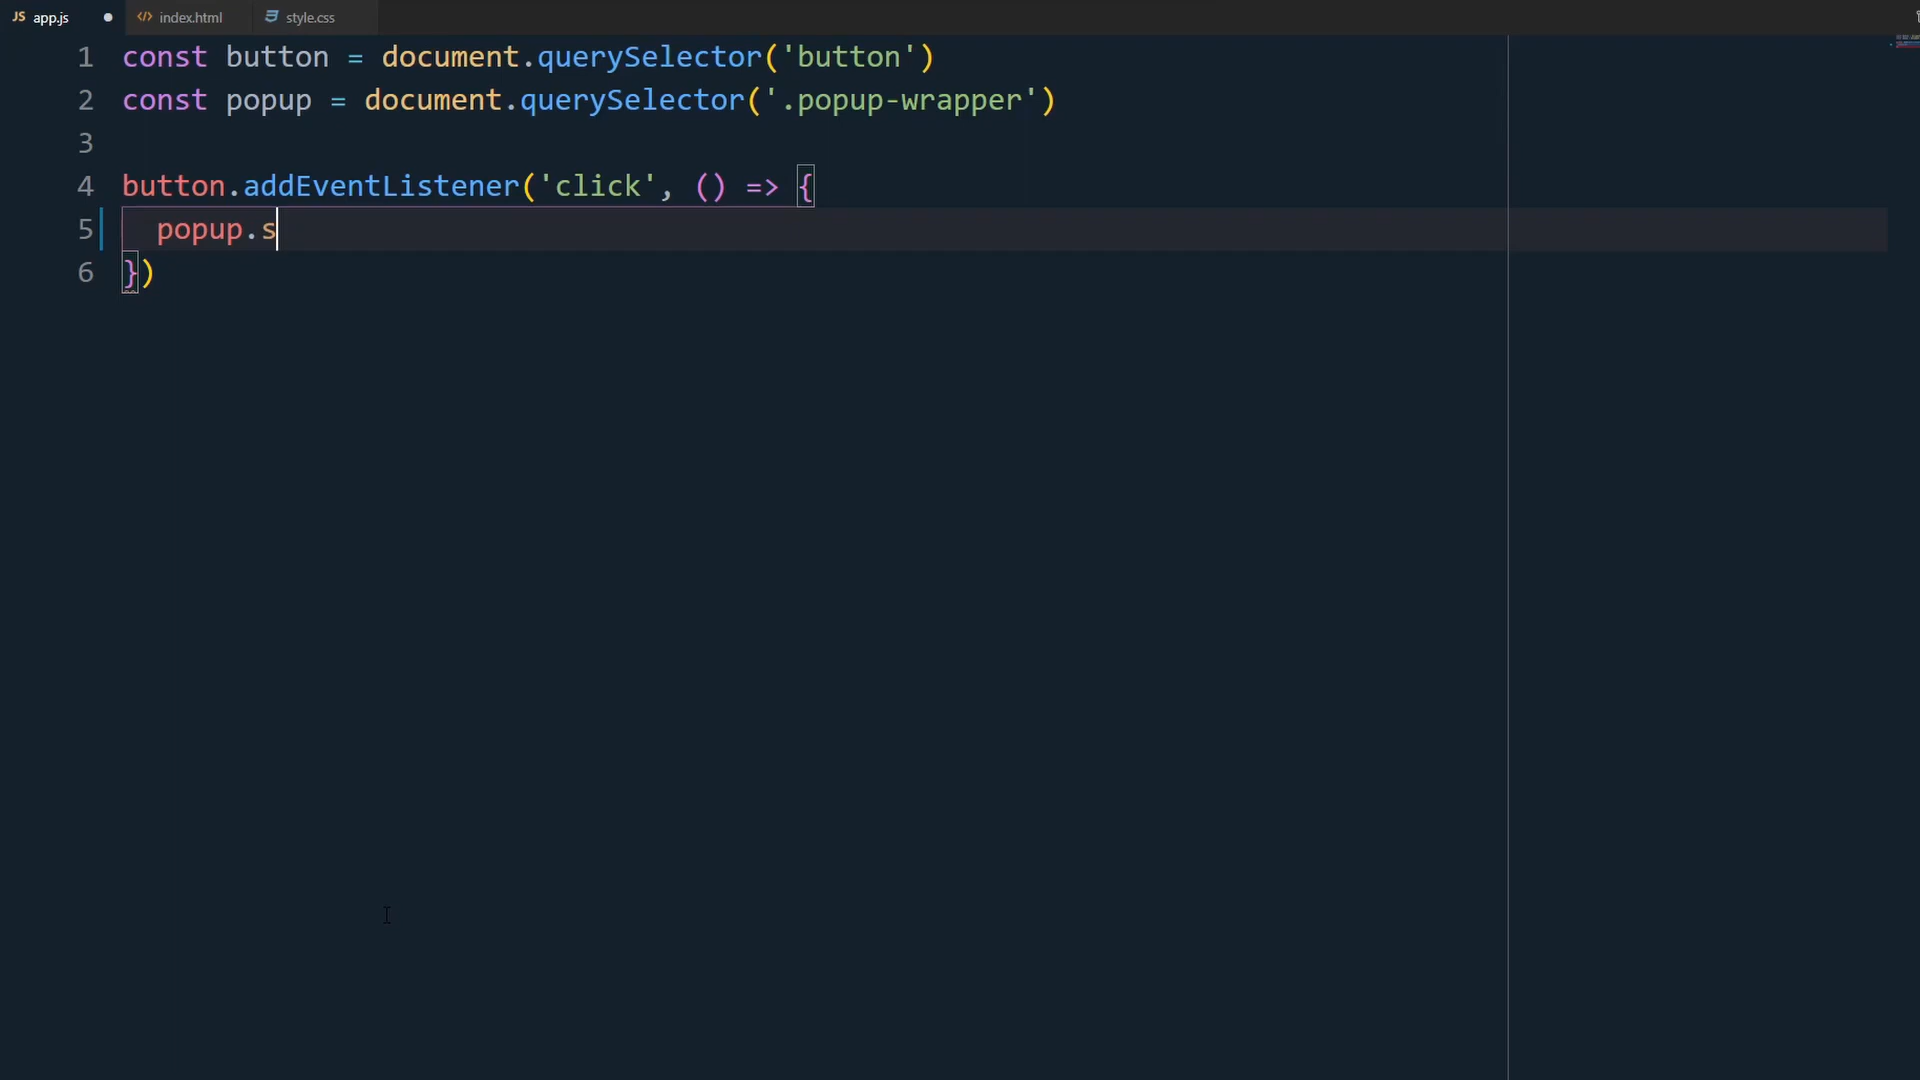 JS app.js ● <> index.html style.css
1 const button = document.querySelector('button')
2 const popup = document.querySelector('.popup-wrapper')
3
4 button.addEventListener('click', () => {
5   popup.s
6 })